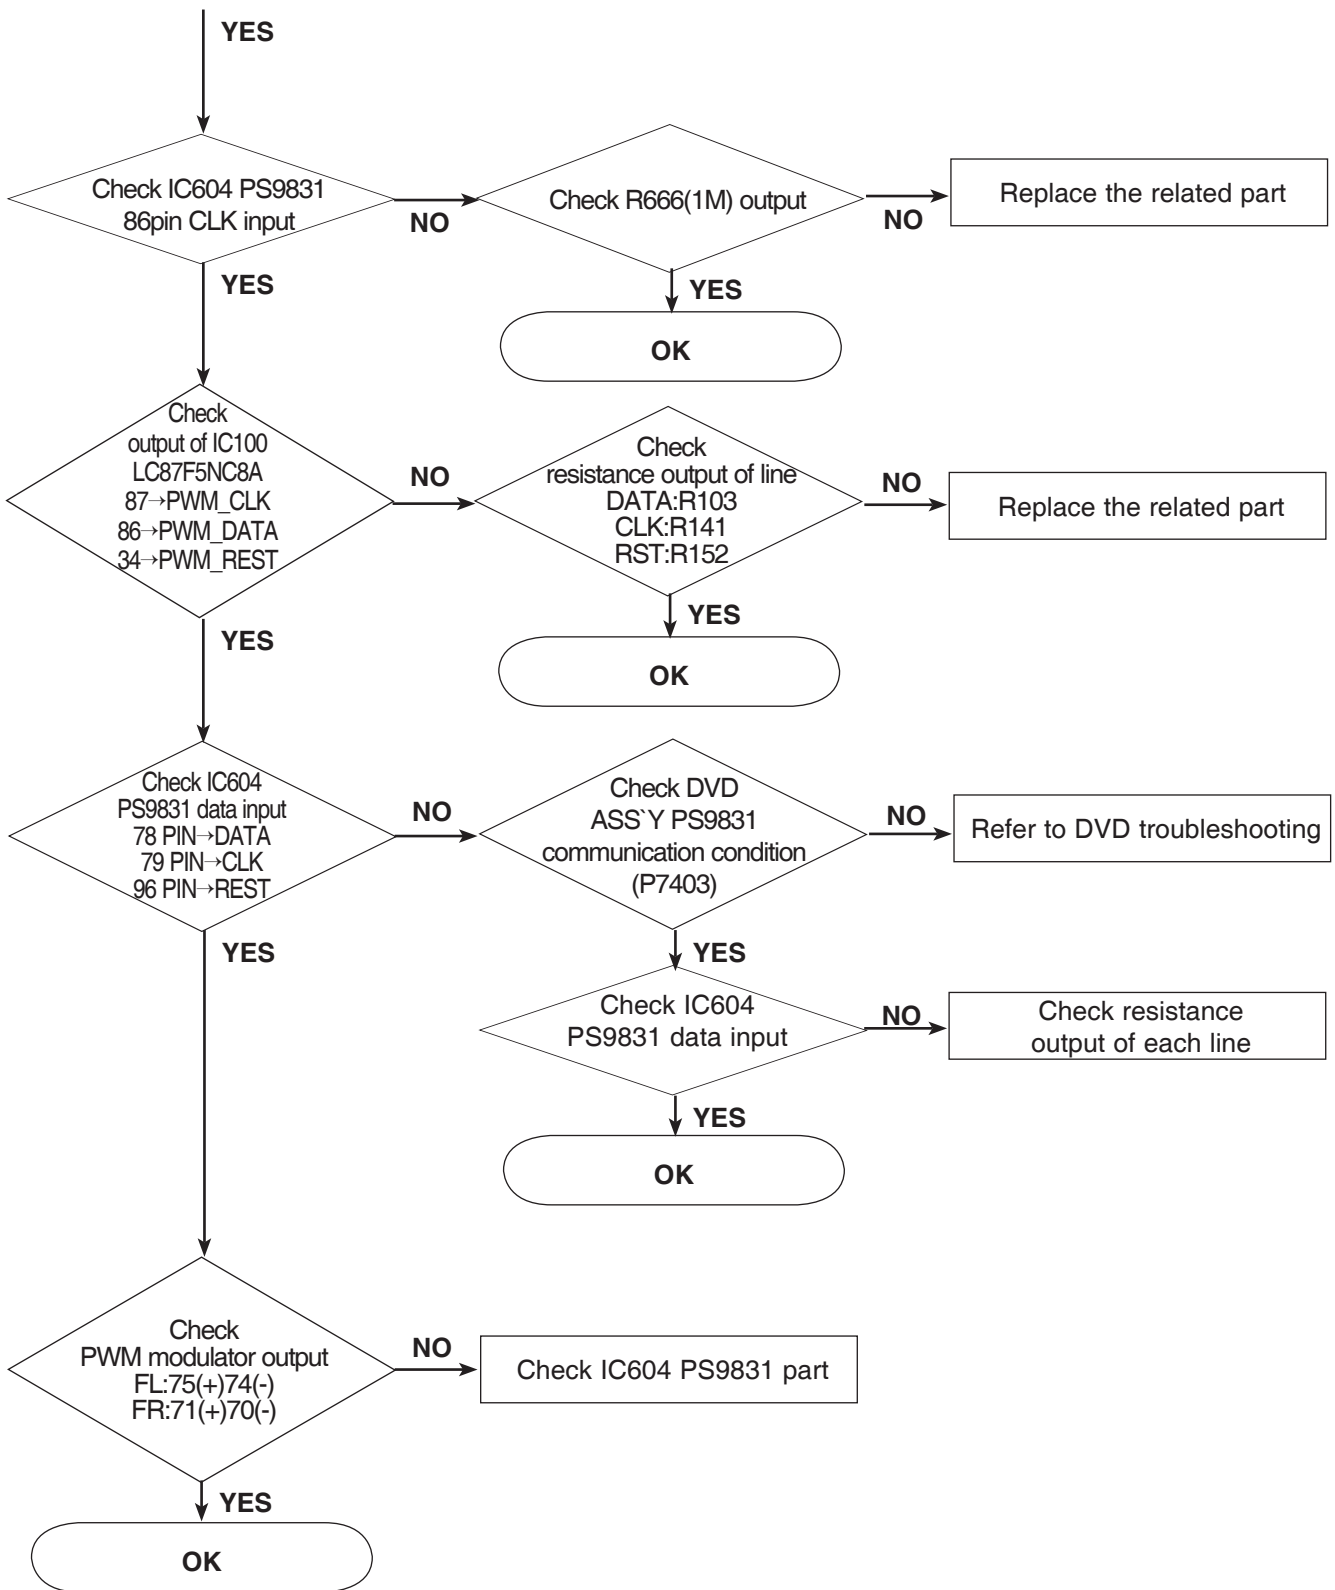 YES
Check IC604 PS9831
86pin CLK input
NO
Check R666(1M) output
NO
Replace the related part
YES
YES
OK
Check
output of IC100
LC87F5NC8A
87→PWM_CLK
86→PWM_DATA
34→PWM_REST
NO
Check
resistance output of line
DATA:R103
CLK:R141
RST:R152
NO
Replace the related part
YES
YES
OK
Check IC604
PS9831 data input
78 PIN→DATA
79 PIN→CLK
96 PIN→REST
NO
Check DVD
ASS`Y PS9831
communication condition
(P7403)
NO
Refer to DVD troubleshooting
YES
YES
Check IC604
PS9831 data input
NO
Check resistance
output of each line
YES
OK
Check
PWM modulator output
FL:75(+)74(-)
FR:71(+)70(-)
NO
Check IC604 PS9831 part
YES
OK